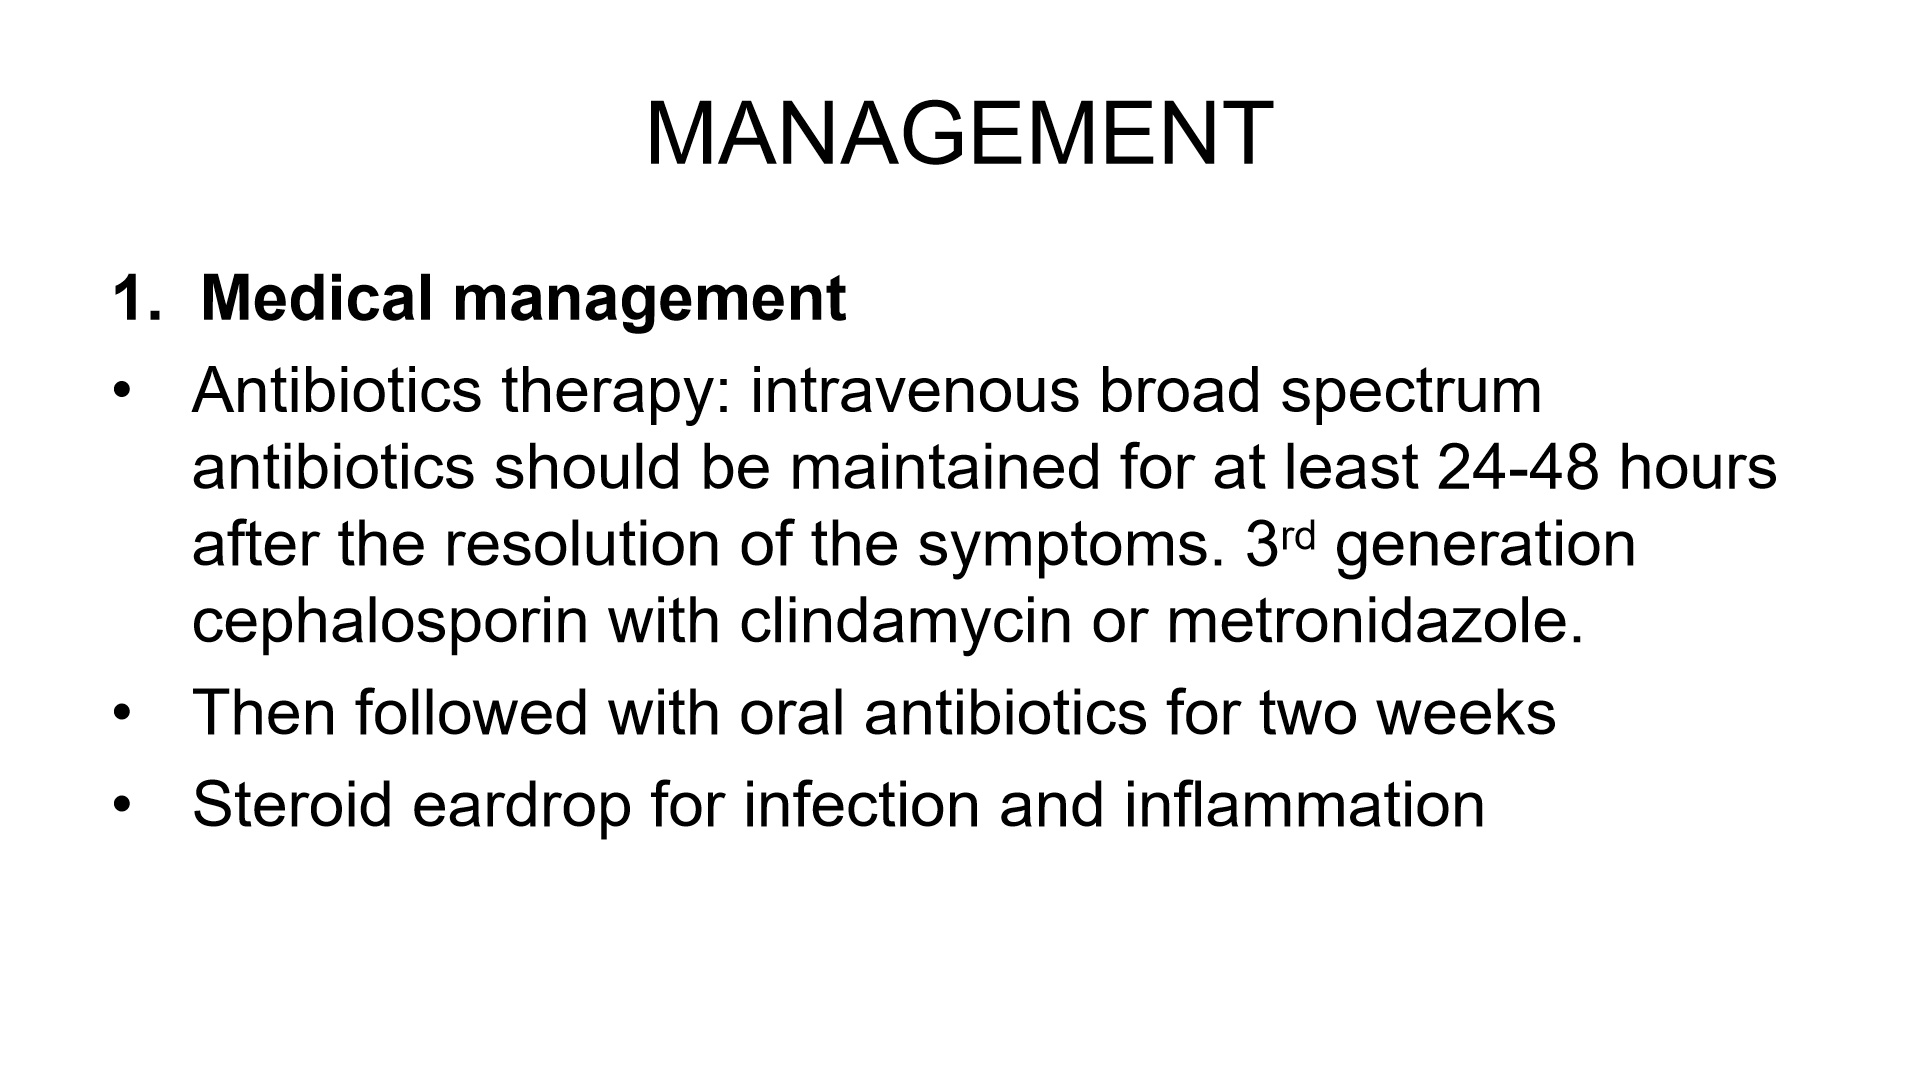 MANAGEMENT
1. Medical management
• Antibiotics therapy: intravenous broad spectrum
antibiotics should be maintained for at least 24-48 hours
after the resolution of the symptoms. 3rd generation
cephalosporin with clindamycin or metronidazole.
• Then followed with oral antibiotics for two weeks
• Steroid eardrop for infection and inflammation